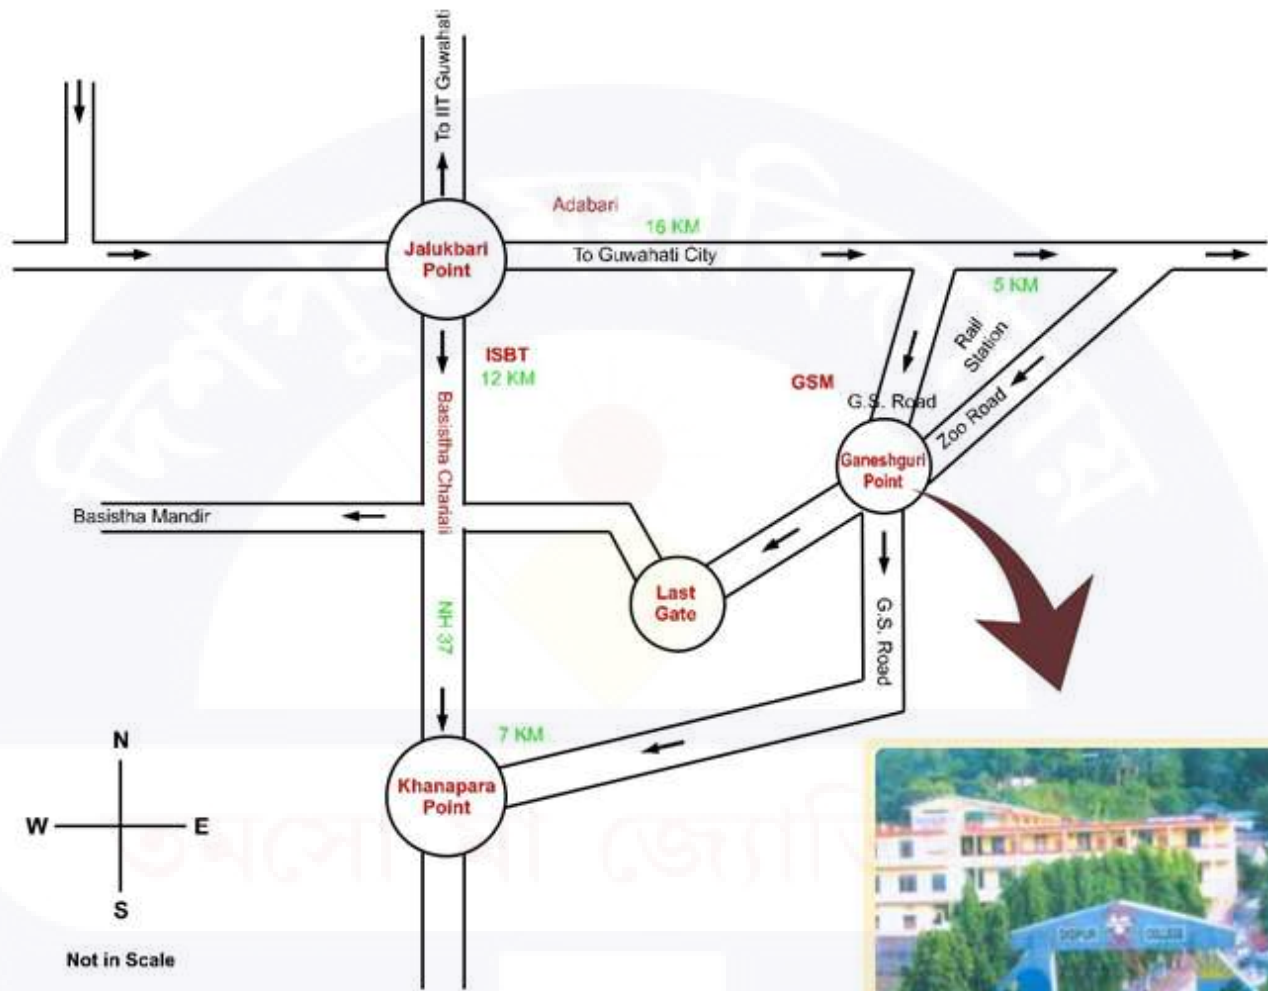 To IIT Guwahati
Adabari
16 KM
Jalukbari
Point
To Guwahati City
5 KM
Rail
Station
ISBT
12 KM
GSM
G.S. Road
Zoo Road
Basistha Chariali
Ganeshguri
Point
Basistha Mandir
Last
Gate
NH 37
G.S. Road
7 KM
Khanapara
Point
N
W
E
S
Not in Scale
DISPUR COLLEGE